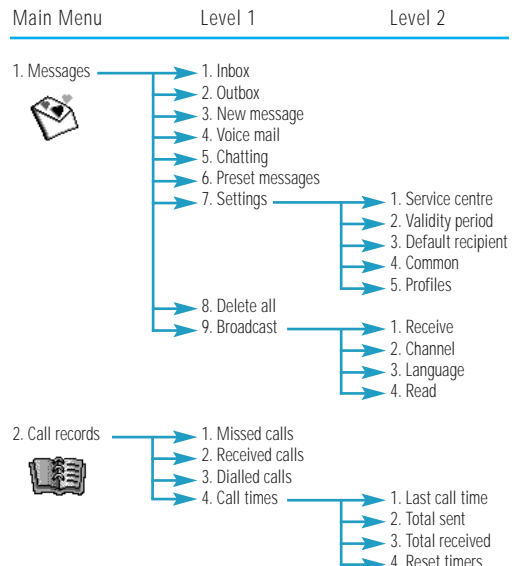 Main Menu Level 1 Level 2
1. Messages 1. Inbox
2. Outbox
3. New message
4. Voice mail
5. Chatting
6. Preset messages
7. Settings 1. Service centre
2. Validity period
3. Default recipient
4. Common
5. Profiles
8. Delete all
9. Broadcast 1. Receive
2. Channel
3. Language
4. Read
2. Call records 1. Missed calls
2. Received calls
3. Dialled calls
4. Call times 1. Last call time
2. Total sent
3. Total received
4. Reset timers